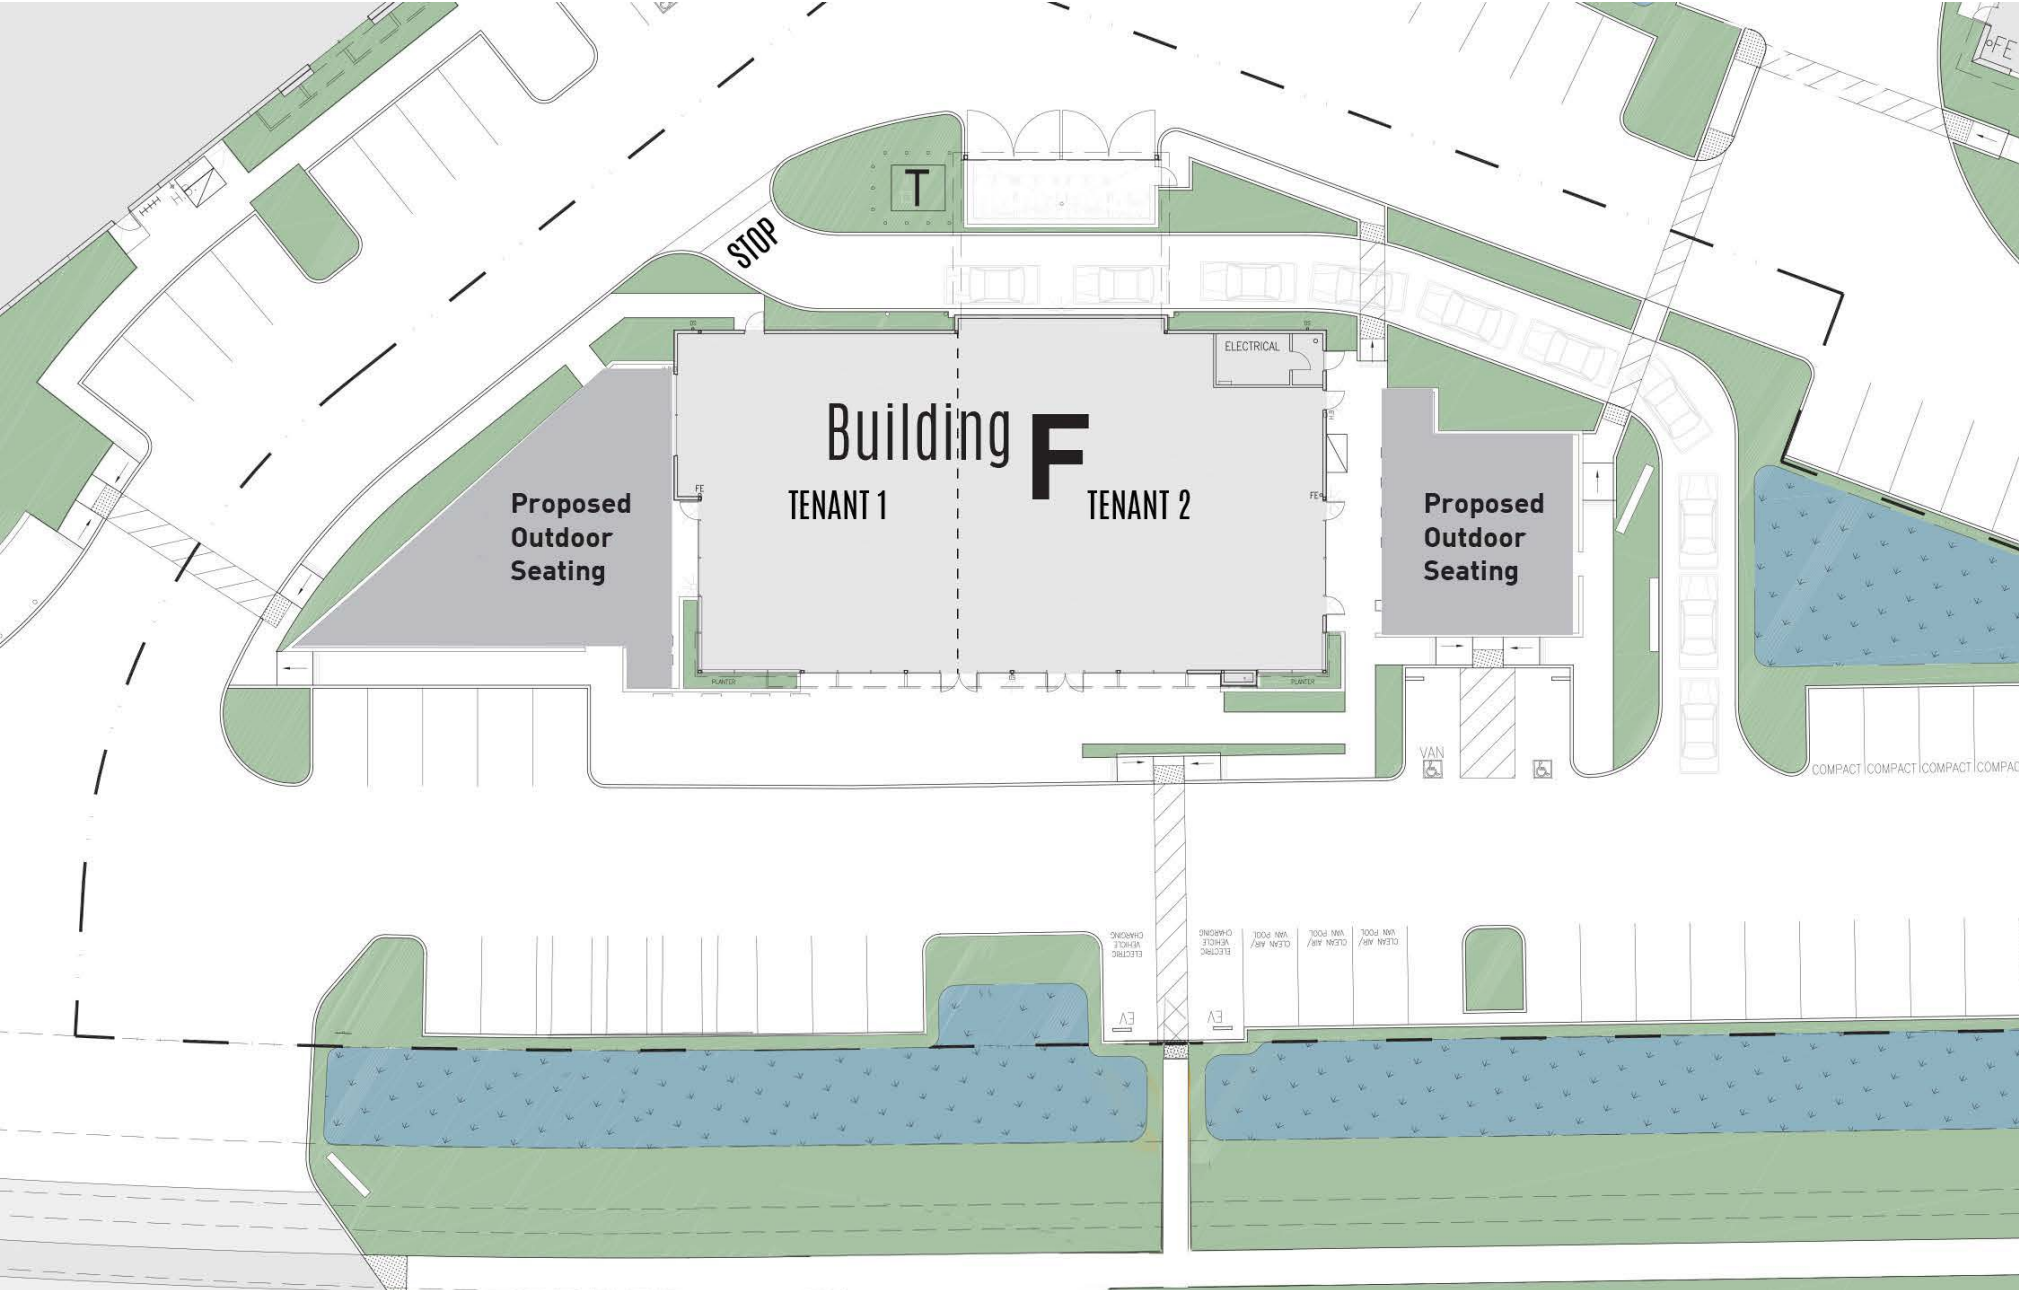 FE
T
STOP
ELECTRICAL
Building F
TENANT 1
TENANT 2
FE
FE
Proposed
Outdoor
Seating
Proposed
Outdoor
Seating
PLANTER
PLANTER
VAN
COMPACT
COMPACT
COMPACT
COMPAC
ELECTRIC
VEHICLE
CHARGING
ELECTRIC
VEHICLE
CHARGING
CLEAN AIR/
VAN POOL
CLEAN AIR/
VAN POOL
CLEAN AIR/
VAN POOL
EV
EV